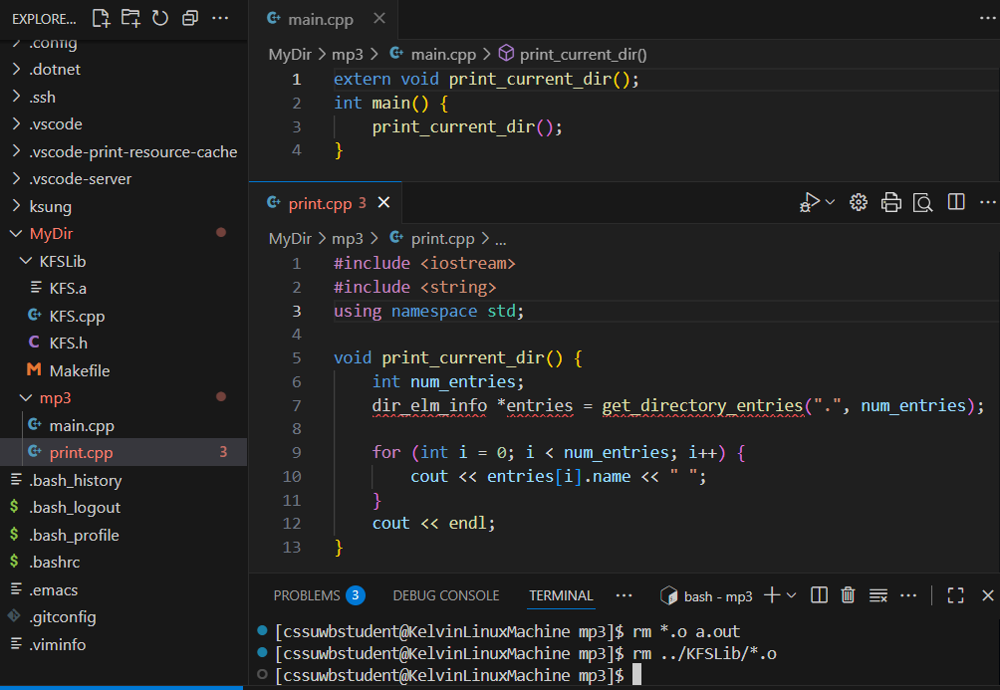 EXPLORE...
.config
.dotnet
.ssh
.vscode
.vscode-print-resource-cache
.vscode-server
ksung
MyDir
KFSLib
KFS.a
KFS.cpp
KFS.h
Makefile
mp3
main.cpp
print.cpp 3
.bash_history
.bash_logout
.bash_profile
.bashrc
.emacs
.gitconfig
.viminfo
main.cpp
MyDir > mp3 > main.cpp > print_current_dir()
1 extern void print_current_dir();
2 int main() {
3 print_current_dir();
4 }
print.cpp 3
MyDir > mp3 > print.cpp > ...
1 #include <iostream>
2 #include <string>
3 using namespace std;
4
5 void print_current_dir() {
6 int num_entries;
7 dir_elm_info *entries = get_directory_entries(".", num_entries);
8
9 for (int i = 0; i < num_entries; i++) {
10 cout << entries[i].name << " ";
11 }
12 cout << endl;
13 }
PROBLEMS 3 DEBUG CONSOLE TERMINAL ... bash - mp3
[cssuwbstudent@KelvinLinuxMachine mp3]$ rm *.o a.out
[cssuwbstudent@KelvinLinuxMachine mp3]$ rm ../KFSLib/*.o
[cssuwbstudent@KelvinLinuxMachine mp3]$